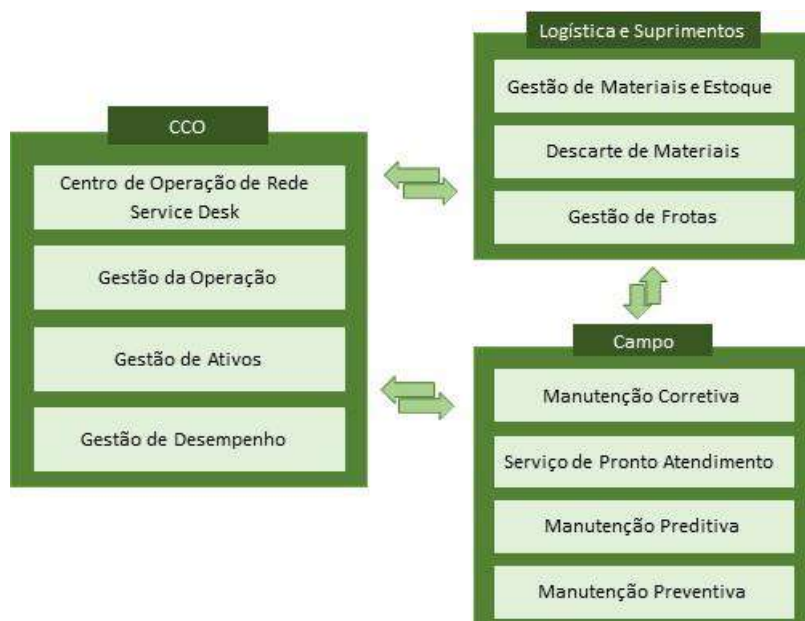 CCO
Centro de Operação de Rede
Service Desk
Gestão da Operação
Gestão de Ativos
Gestão de Desempenho
Logística e Suprimentos
Gestão de Materiais e Estoque
Descarte de Materiais
Gestão de Frotas
Campo
Manutenção Corretiva
Serviço de Pronto Atendimento
Manutenção Preditiva
Manutenção Preventiva